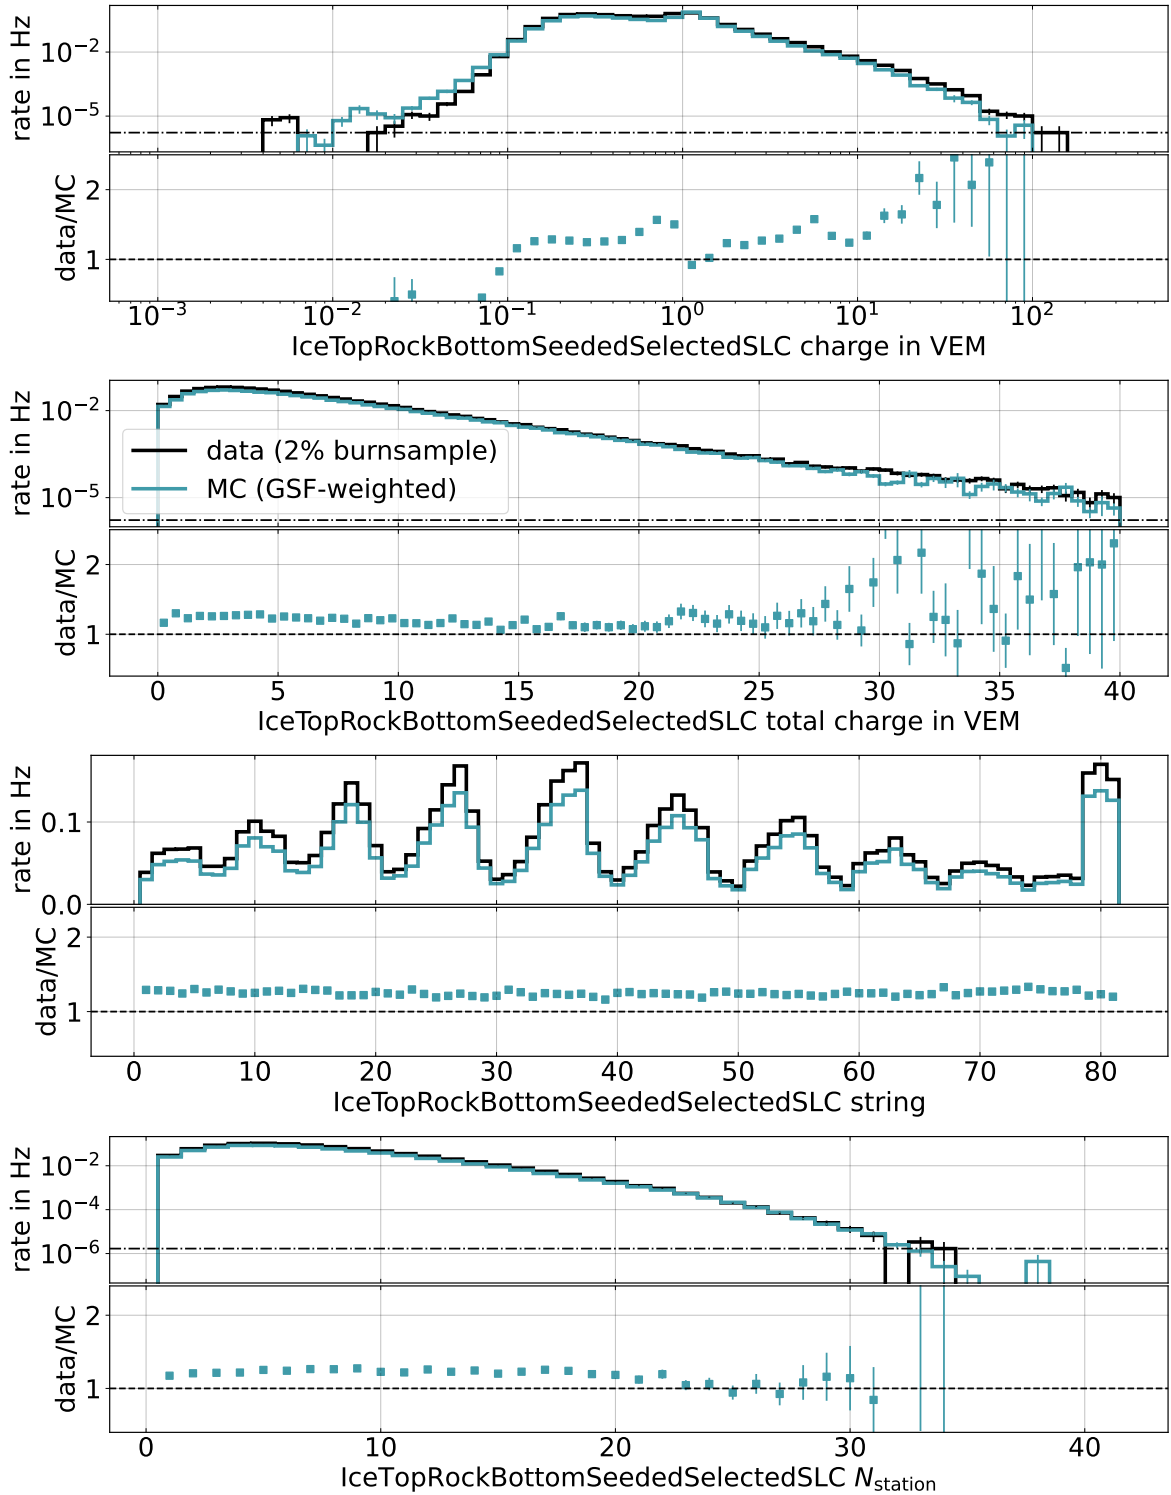 rate in Hz
10⁻²
10⁻⁵
data/MC
2
1
10⁻³ 10⁻² 10⁻¹ 10⁰ 10¹ 10²
IceTopRockBottomSeededSelectedSLC charge in VEM
rate in Hz
10⁻²
10⁻⁵
data (2% burnsample)
MC (GSF-weighted)
data/MC
2
1
0 5 10 15 20 25 30 35 40
IceTopRockBottomSeededSelectedSLC total charge in VEM
rate in Hz
0.1
0.0
data/MC
2
1
0 10 20 30 40 50 60 70 80
IceTopRockBottomSeededSelectedSLC string
rate in Hz
10⁻²
10⁻⁴
10⁻⁶
data/MC
2
1
0 10 20 30 40
IceTopRockBottomSeededSelectedSLC N_station